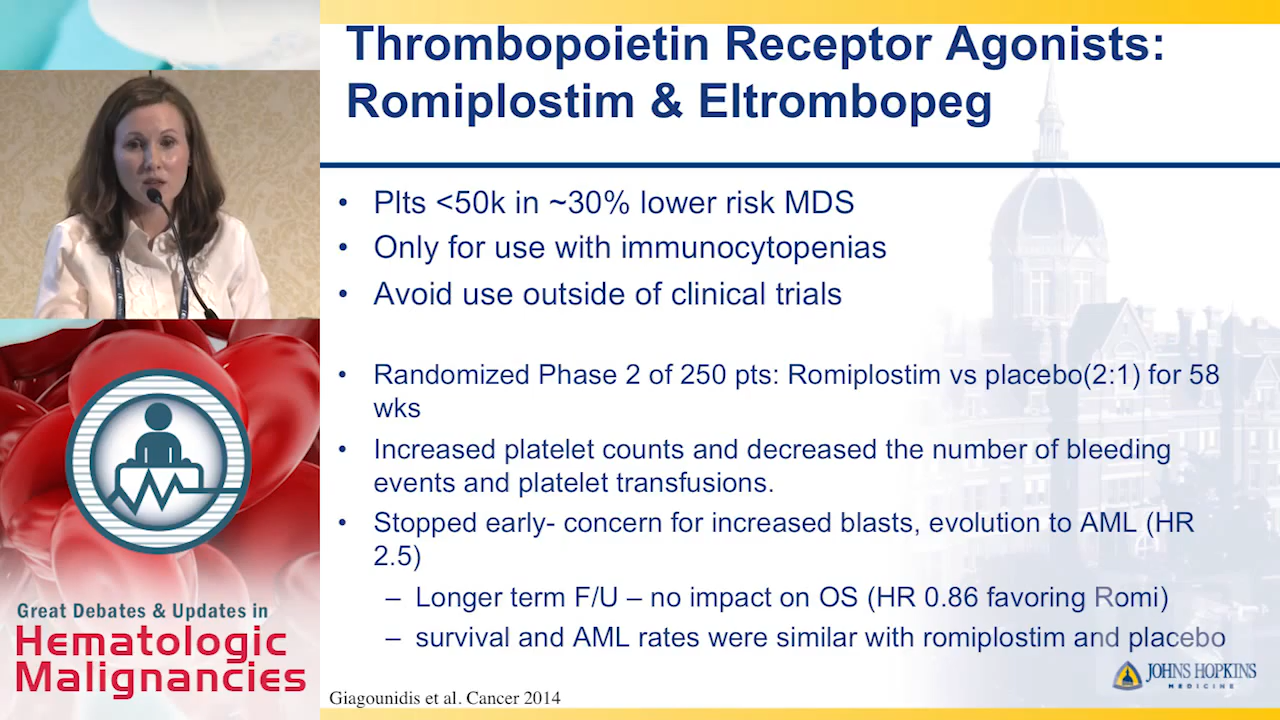 Thrombopoietin Receptor Agonists:
Romiplostim & Eltrombopeg
• Plts <50k in ~30% lower risk MDS
• Only for use with immunocytopenias
• Avoid use outside of clinical trials
• Randomized Phase 2 of 250 pts: Romiplostim vs placebo(2:1) for 58
wks
• Increased platelet counts and decreased the number of bleeding
events and platelet transfusions.
• Stopped early- concern for increased blasts, evolution to AML (HR
2.5)
– Longer term F/U – no impact on OS (HR 0.86 favoring Romi)
– survival and AML rates were similar with romiplostim and placebo
Giagounidis et al. Cancer 2014
JOHNS HOPKINS
MEDICINE
Great Debates & Updates in
Hematologic
Malignancies